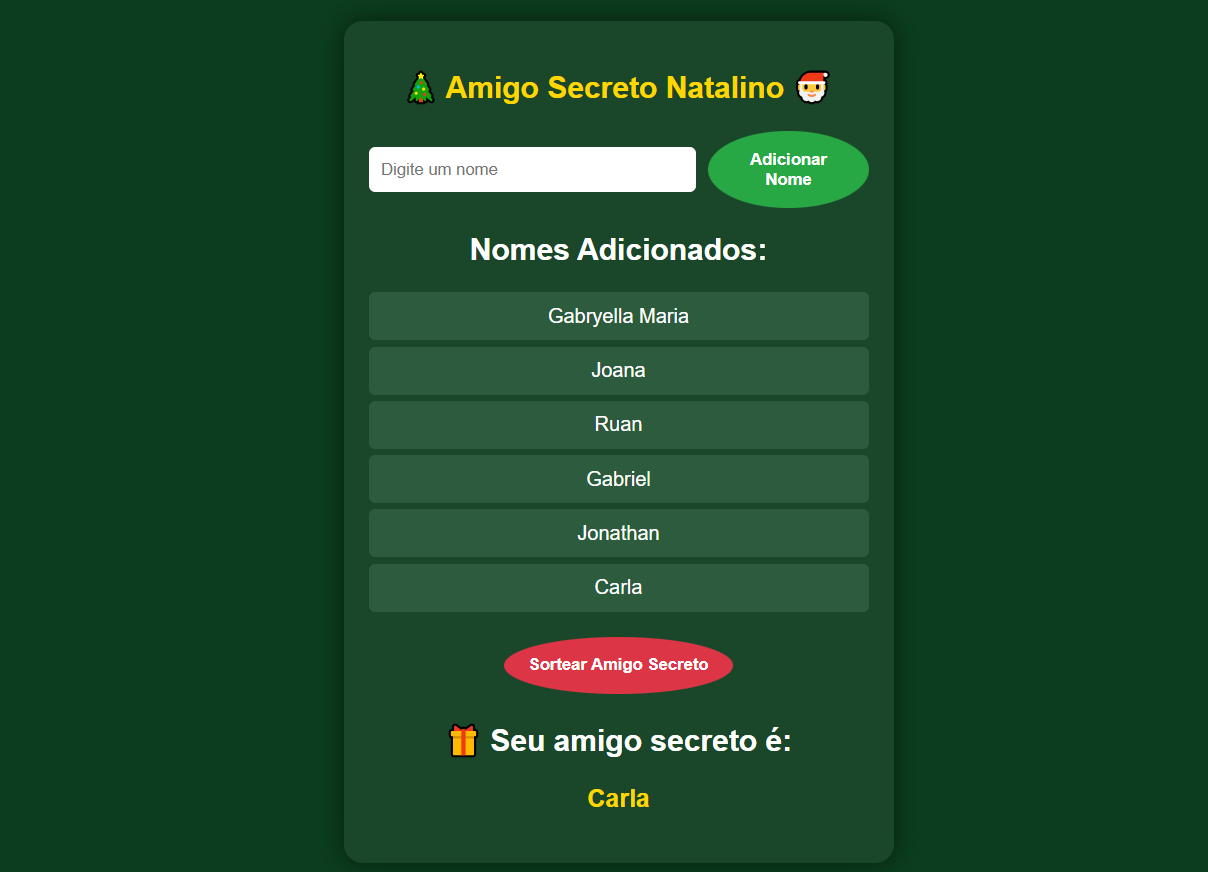 🎄 Amigo Secreto Natalino 🎅
Digite um nome
Adicionar
Nome
Nomes Adicionados:
Gabryella Maria
Joana
Ruan
Gabriel
Jonathan
Carla
Sortear Amigo Secreto
🎁 Seu amigo secreto é:
Carla